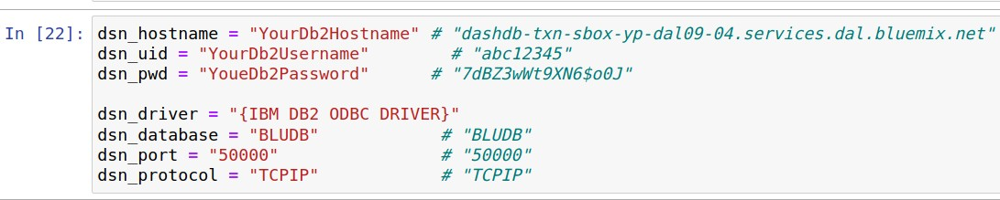 In [22]: dsn_hostname = "YourDb2Hostname" # "dashdb-txn-sbox-yp-dal09-04.services.dal.bluemix.net"
dsn_uid = "YourDb2Username"        # "abc12345"
dsn_pwd = "YoueDb2Password"      # "7dBZ3wWt9XN6$o0J"
dsn_driver = "{IBM DB2 ODBC DRIVER}"
dsn_database = "BLUDB"            # "BLUDB"
dsn_port = "50000"                # "50000"
dsn_protocol = "TCPIP"            # "TCPIP"